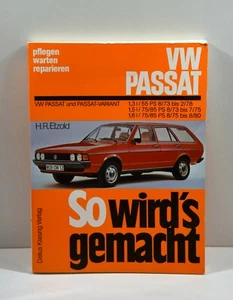 pflegen
warten
reparieren
VW
PASSAT
VW PASSAT und PASSAT-VARIANT
1,3 l / 55 PS 8/73 bis 2/78
1,5 l / 75/85 PS 8/73 bis 7/75
1,6 l / 75/85 PS 8/75 bis 8/80
H.R. Etzold
So wird's
gemacht
Delius Klasing Verlag